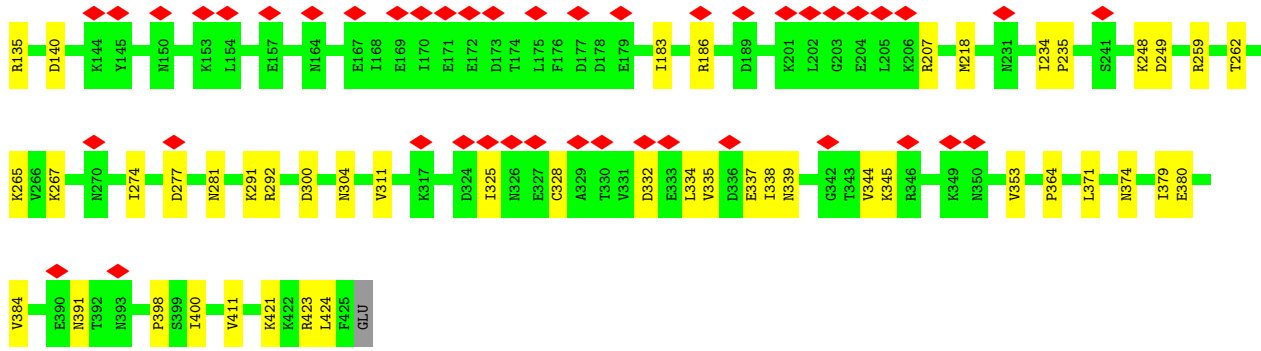 R135 D140 K144 Y145 N150 K153 L154 E157 N164 E167 I168 E169 I170 E171 E172 D173 T174 L175 F176 D177 D178 E179 I183 R186 D189 K201 L202 G203 E204 L205 K206 R207 M218 N231 I234 P235 S241 K248 D249 R259 T262
K265 V266 K267 N270 I274 D277 N281 K291 R292 D300 N304 V311 K317 D324 I325 N326 E327 C328 A329 T330 V331 D332 E333 L334 V335 D336 E337 I338 N339 G342 T343 V344 K345 R346 K349 N350 V353 P364 L371 N374 I379 E380
V384 E390 N391 T392 N393 P398 S399 I400 V411 K421 K422 R423 L424 F425 GLU